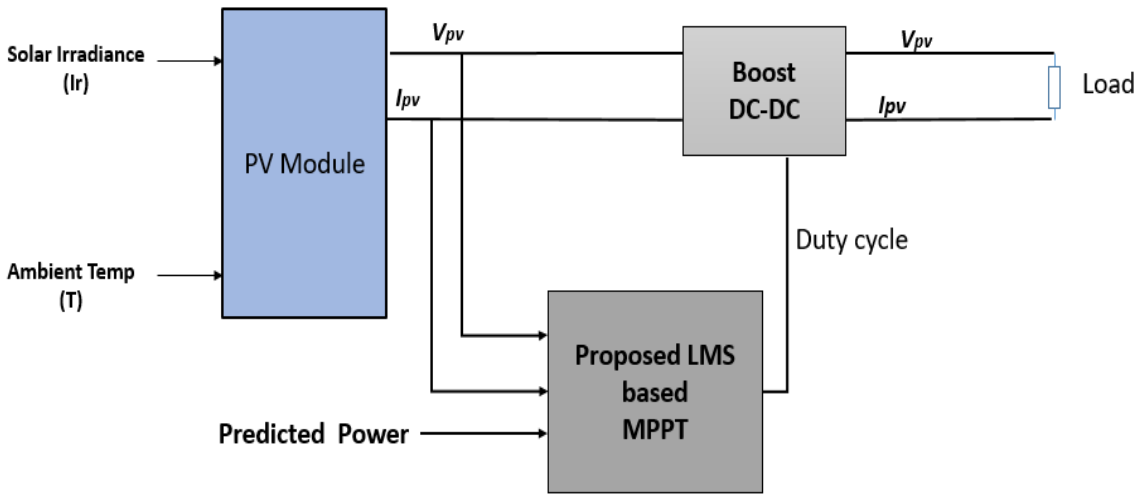 Solar Irradiance
(Ir)
Ambient Temp
(T)
PV Module
Vpv
Ipv
Boost
DC-DC
Vpv
Ipv
Load
Duty cycle
Proposed LMS
based
MPPT
Predicted Power